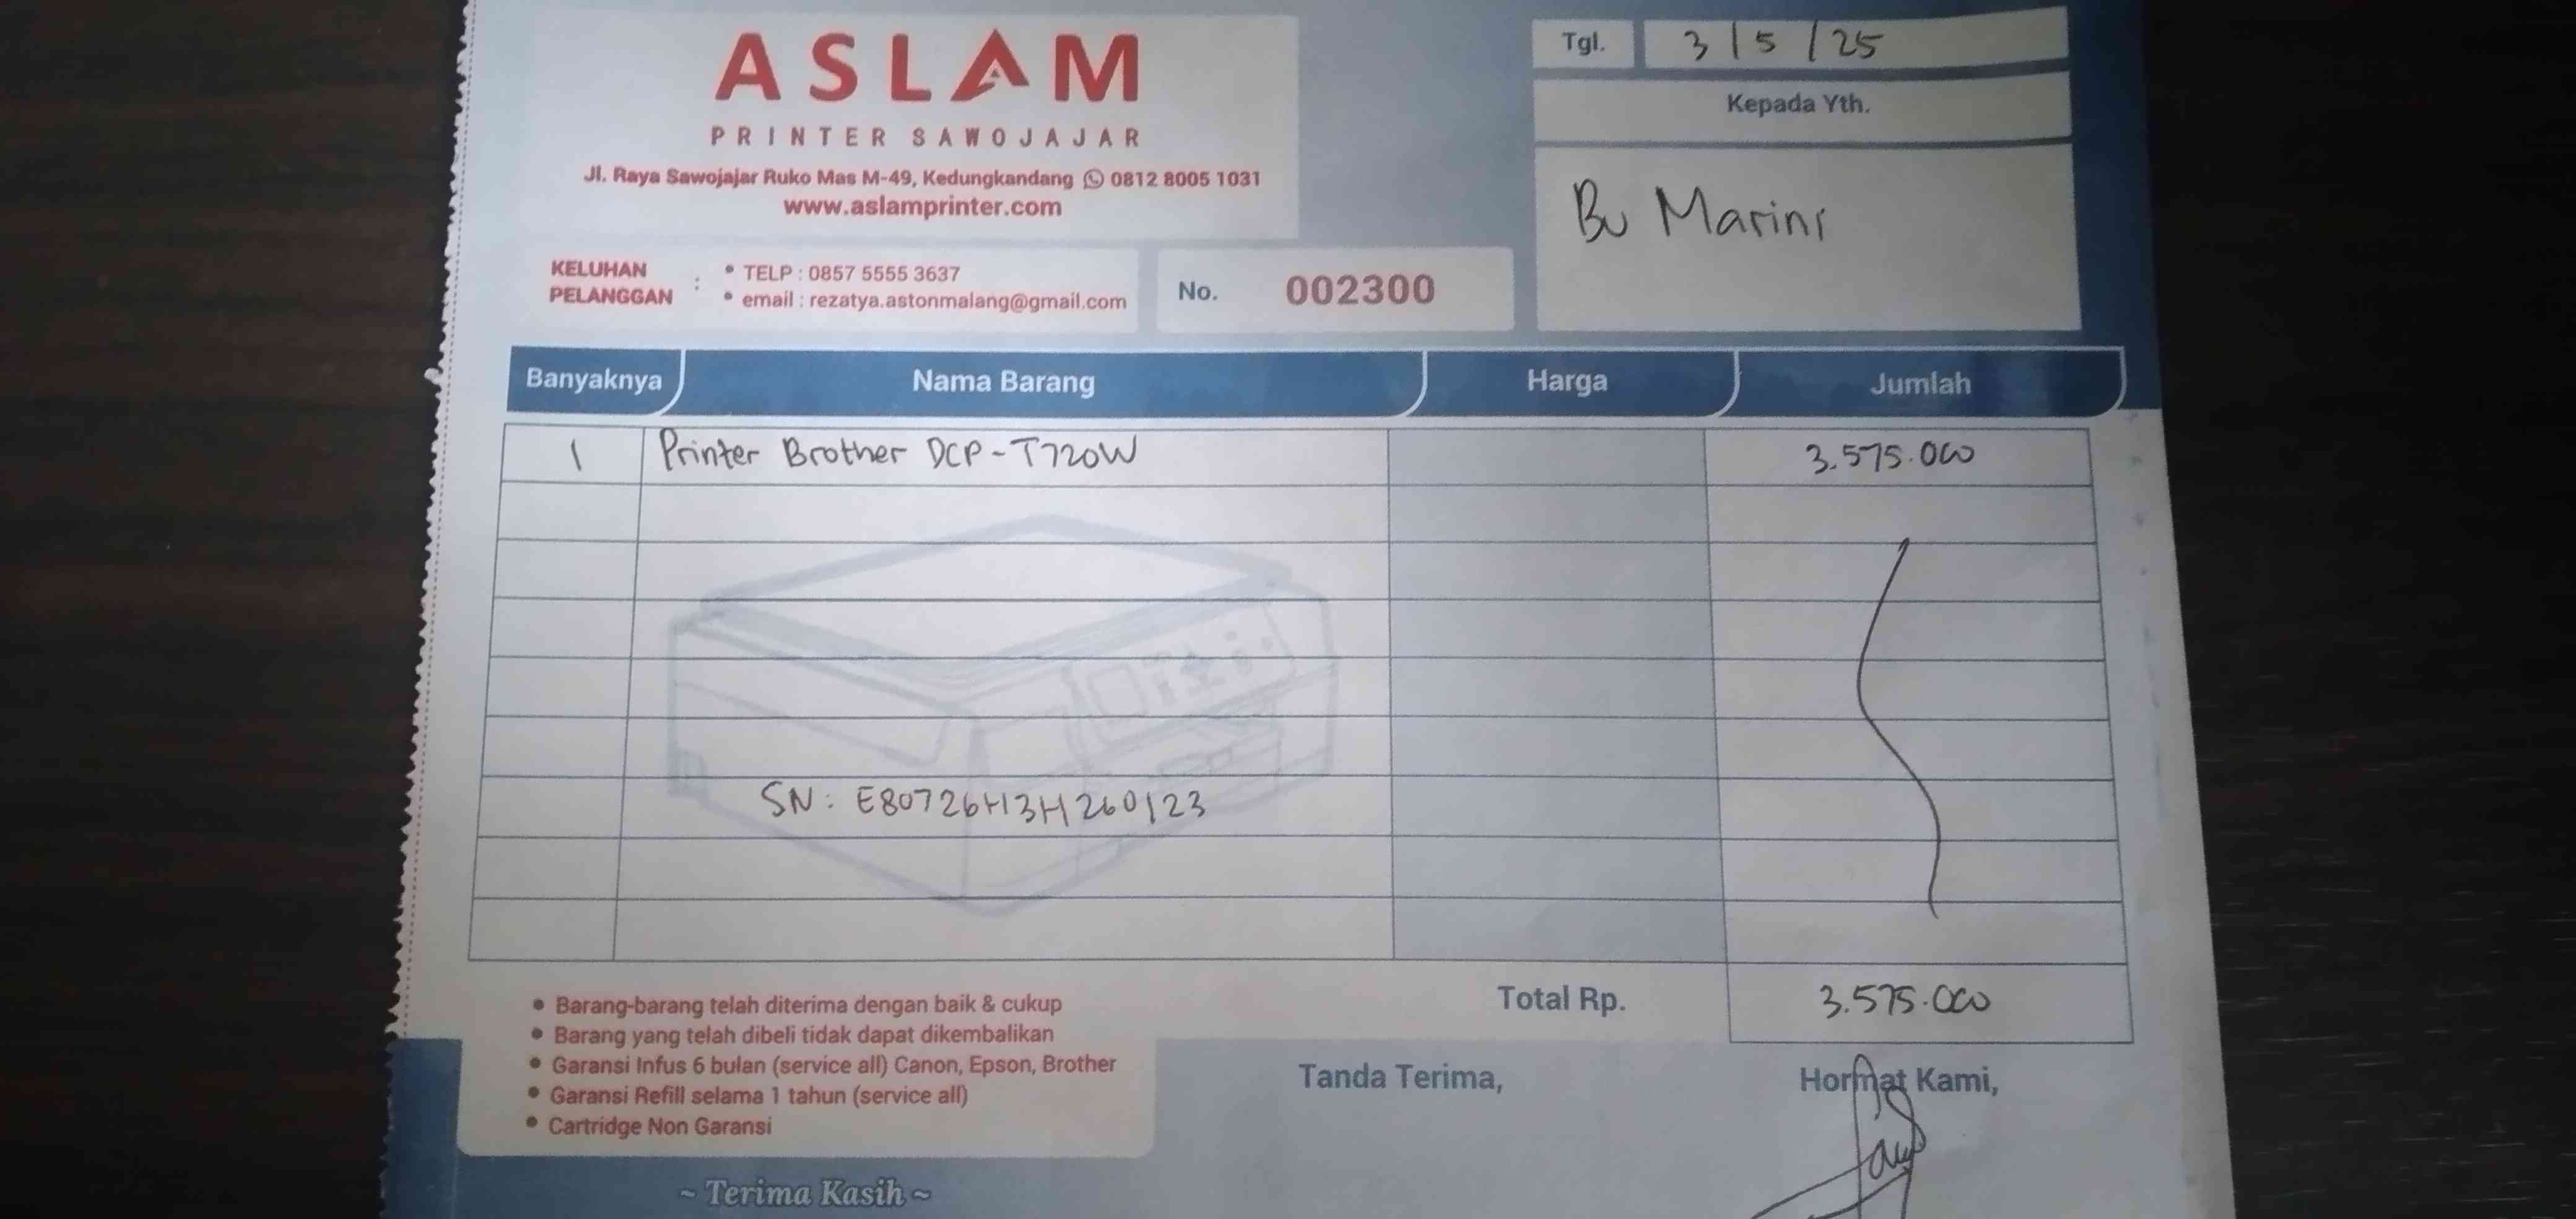 ASLAM
PRINTER SAWOJAJAR
Jl. Raya Sawojajar Ruko Mas M-49, Kedungkandang 0812 8005 1031
www.aslamprinter.com
Tgl. 3 / 5 / 25
Kepada Yth.
Bu Marini
KELUHAN PELANGGAN :
• TELP : 0857 5555 3637
• email : rezatya.astonmalang@gmail.com
No. 002300
Banyaknya Nama Barang Harga Jumlah
1 Printer Brother DCP-T720W 3.575.000
SN: E80726H3H260123
Total Rp. 3.575.000
• Barang-barang telah diterima dengan baik & cukup
• Barang yang telah dibeli tidak dapat dikembalikan
• Garansi Infus 6 bulan (service all) Canon, Epson, Brother
• Garansi Refill selama 1 tahun (service all)
• Cartridge Non Garansi
Tanda Terima,
Hormat Kami,
~ Terima Kasih ~